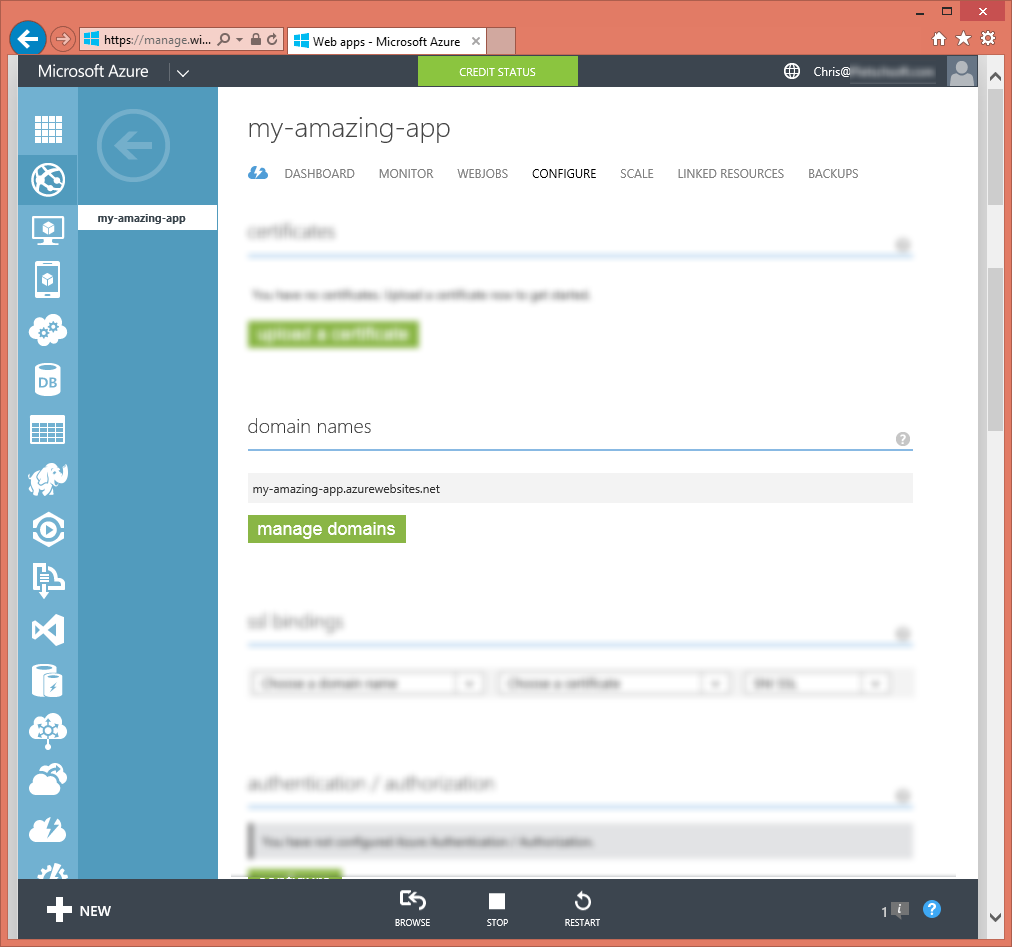 https://manage.wi...
Web apps - Microsoft Azure
Microsoft Azure
CREDIT STATUS
Chris@
my-amazing-app
my-amazing-app
DASHBOARD MONITOR WEBJOBS CONFIGURE SCALE LINKED RESOURCES BACKUPS
certificates
You have no certificates. Upload a certificate now to get started.
upload a certificate
domain names
?
my-amazing-app.azurewebsites.net
manage domains
ssl bindings
Choose a domain name Choose a certificate SNI SSL
authentication / authorization
You have not configured Azure Authentication / Authorization.
configure
DB
NEW
BROWSE
STOP
RESTART
1 i
?